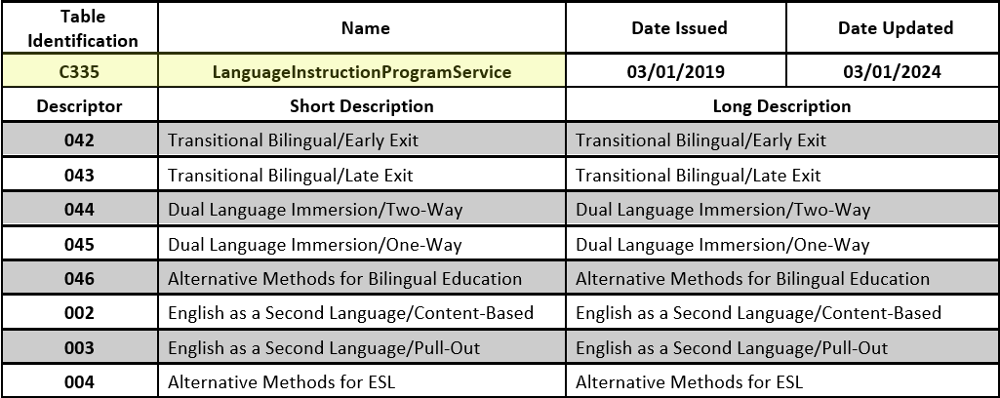 Table Identification Name Date Issued Date Updated
C335 LanguageInstructionProgramService 03/01/2019 03/01/2024
Descriptor Short Description Long Description
042 Transitional Bilingual/Early Exit Transitional Bilingual/Early Exit
043 Transitional Bilingual/Late Exit Transitional Bilingual/Late Exit
044 Dual Language Immersion/Two-Way Dual Language Immersion/Two-Way
045 Dual Language Immersion/One-Way Dual Language Immersion/One-Way
046 Alternative Methods for Bilingual Education Alternative Methods for Bilingual Education
002 English as a Second Language/Content-Based English as a Second Language/Content-Based
003 English as a Second Language/Pull-Out English as a Second Language/Pull-Out
004 Alternative Methods for ESL Alternative Methods for ESL